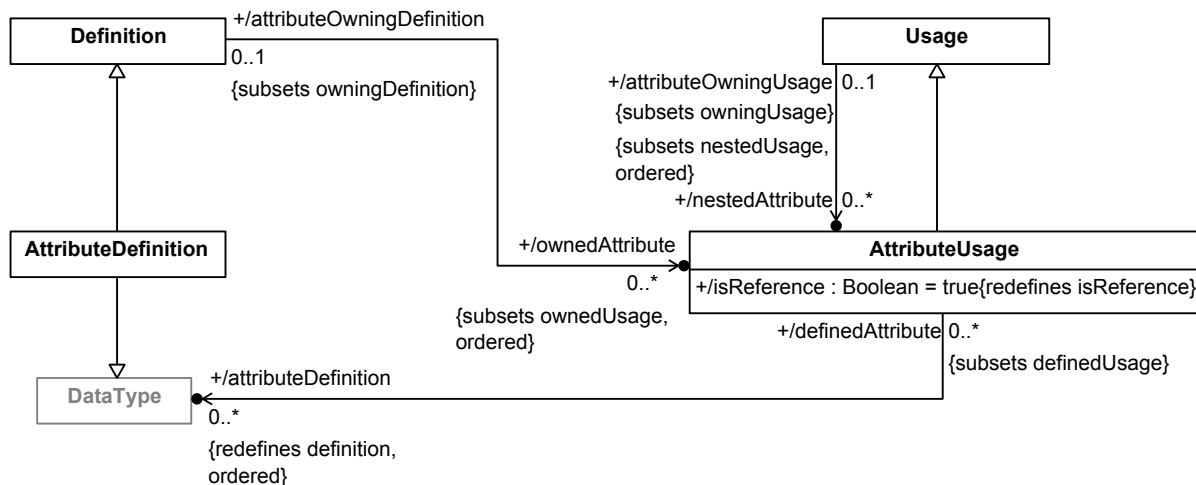 +/attributeOwningDefinition
Definition
Usage
0..1
{subsets owningDefinition}
+/attributeOwningUsage
0..1
{subsets owningUsage}
{subsets nestedUsage,
ordered}
+/nestedAttribute
0..*
AttributeDefinition
+/ownedAttribute
AttributeUsage
+/isReference : Boolean = true{redefines isReference}
0..*
{subsets ownedUsage,
ordered}
+/definedAttribute
0..*
{subsets definedUsage}
+/attributeDefinition
DataType
0..*
{redefines definition,
ordered}